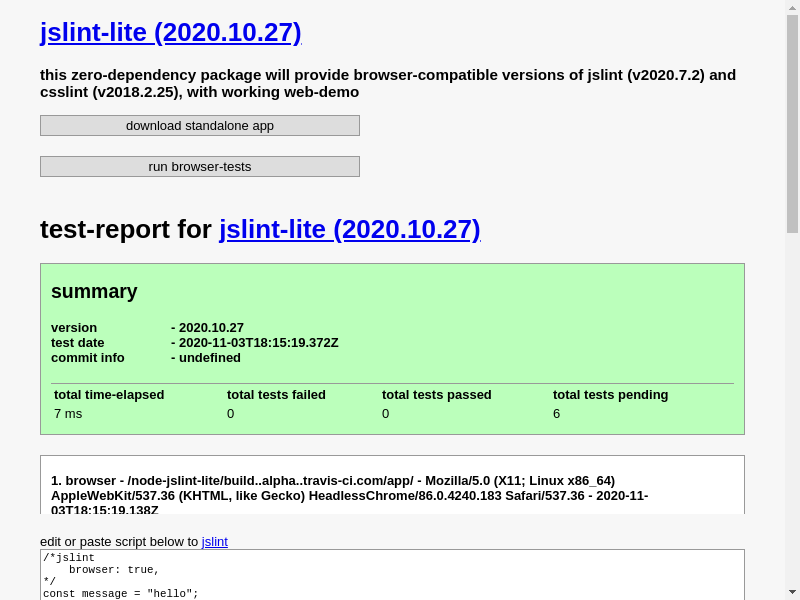 jslint-lite (2020.10.27)
this zero-dependency package will provide browser-compatible versions of jslint (v2020.7.2) and
csslint (v2018.2.25), with working web-demo
download standalone app
run browser-tests
test-report for jslint-lite (2020.10.27)
summary
version - 2020.10.27
test date - 2020-11-03T18:15:19.372Z
commit info - undefined
total time-elapsed total tests failed total tests passed total tests pending
7 ms 0 0 6
1. browser - /node-jslint-lite/build..alpha..travis-ci.com/app/ - Mozilla/5.0 (X11; Linux x86_64)
AppleWebKit/537.36 (KHTML, like Gecko) HeadlessChrome/86.0.4240.183 Safari/537.36 - 2020-11-
03T18:15:19.138Z
edit or paste script below to jslint
/*jslint
    browser: true,
*/
const message = "hello";